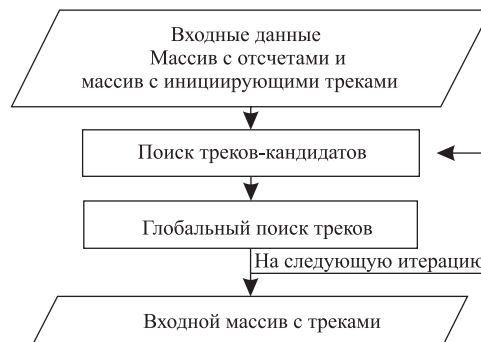 Входные данные
Массив с отсчетами и
массив с инициирующими треками
Поиск треков-кандидатов
Глобальный поиск треков
На следующую итерацию
Входной массив с треками